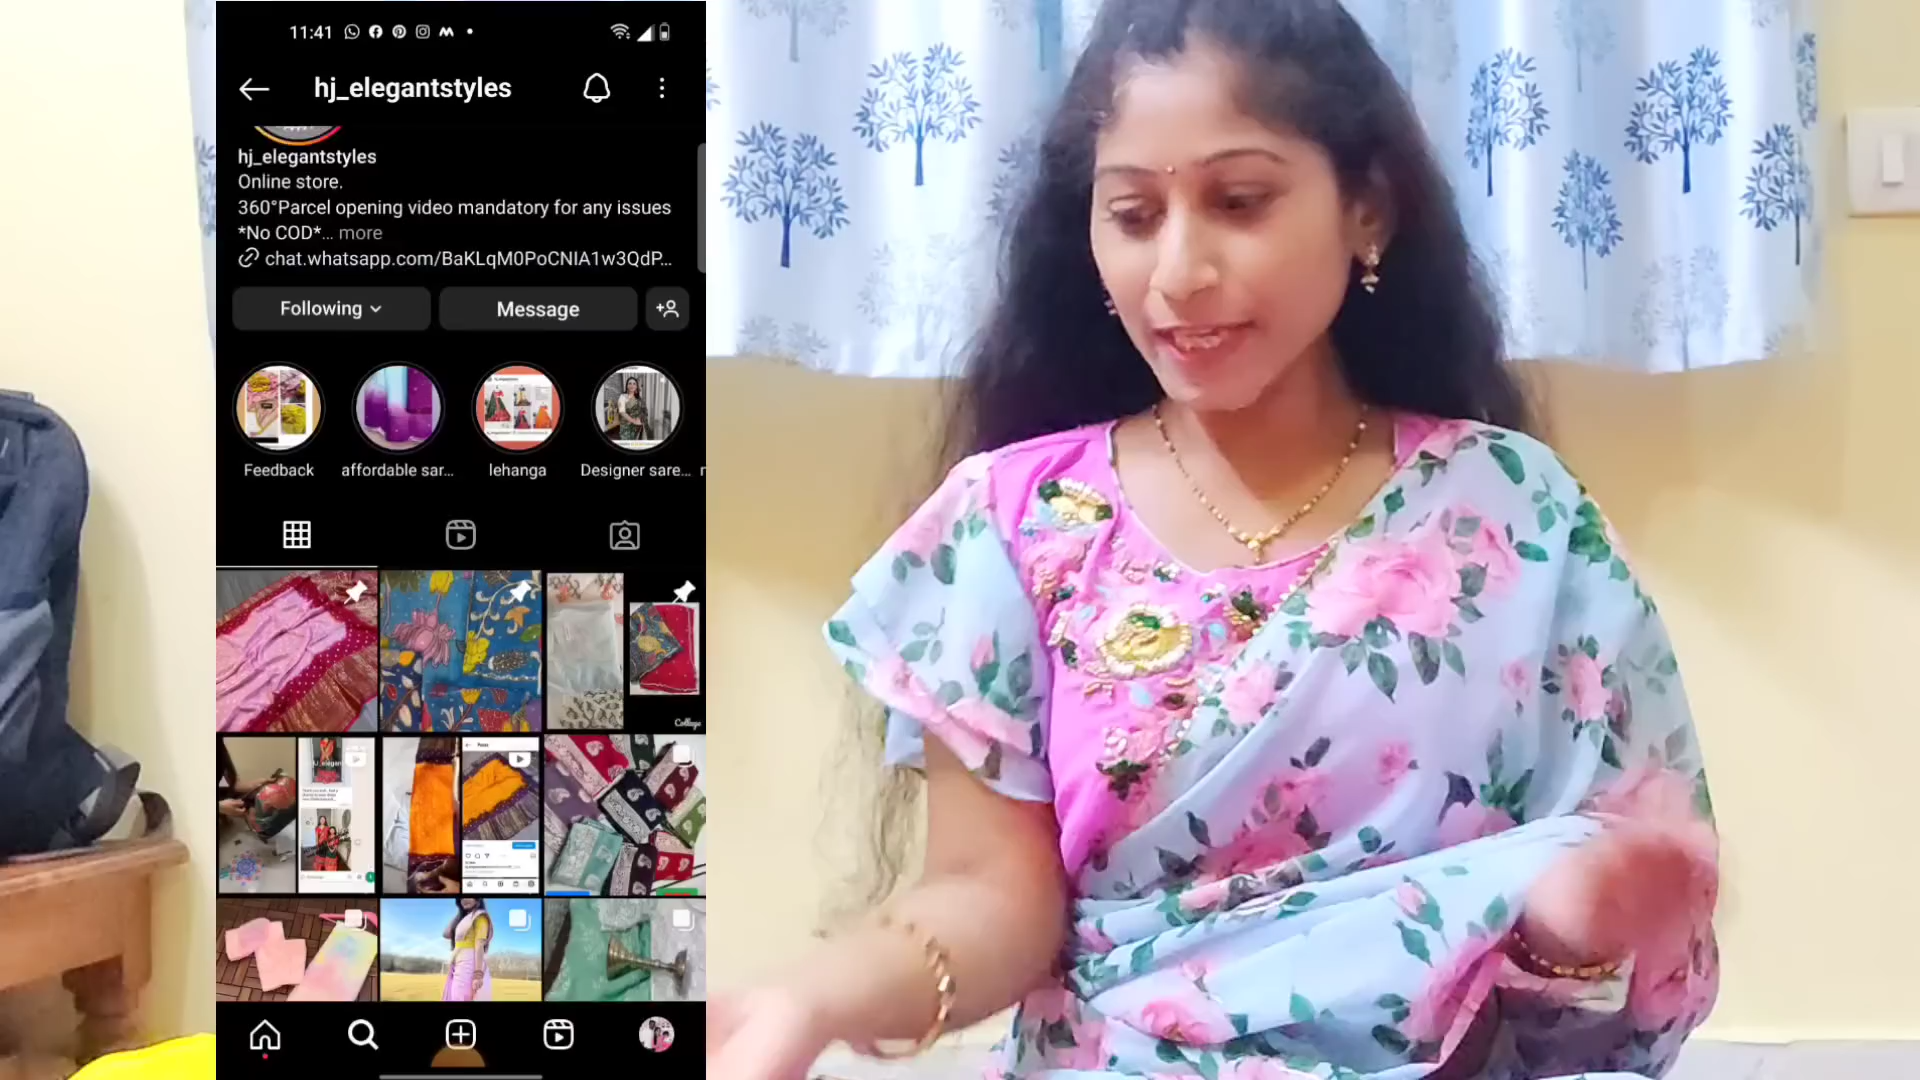 11:41
hj_elegantstyles
hj_elegantstyles
Online store.
360°Parcel opening video mandatory for any issues
*No COD*... more
chat.whatsapp.com/BaKLqM0PoCNIA1w3QdP...
Following
Message
Feedback
affordable sar...
lehanga
Designer sare...
College